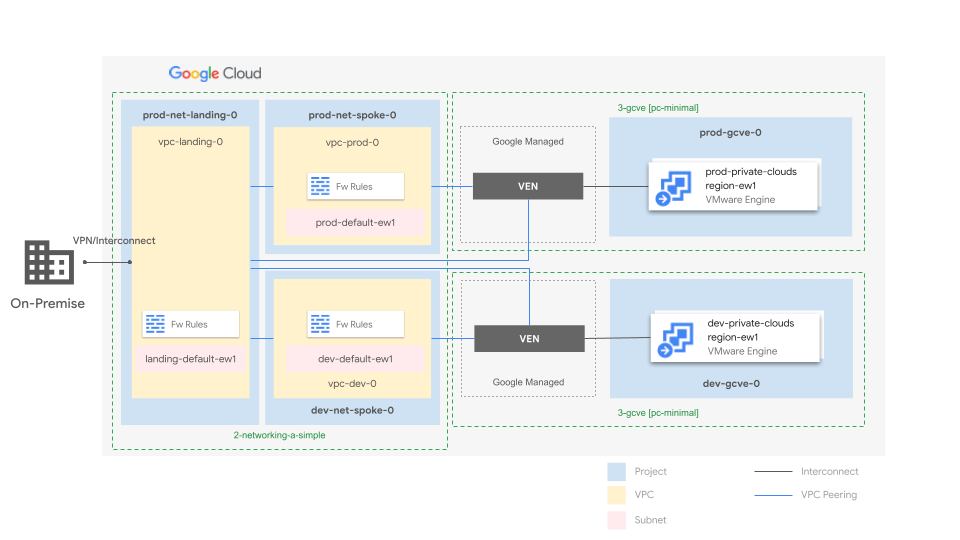 Google Cloud
prod-net-landing-0
vpc-landing-0
Fw Rules
landing-default-ew1
prod-net-spoke-0
vpc-prod-0
Fw Rules
prod-default-ew1
Fw Rules
dev-default-ew1
vpc-dev-0
dev-net-spoke-0
2-networking-a-simple
VPN/Interconnect
On-Premise
3-gcve [pc-minimal]
Google Managed
VEN
prod-gcve-0
prod-private-clouds
region-ew1
VMware Engine
VEN
Google Managed
dev-private-clouds
region-ew1
VMware Engine
dev-gcve-0
3-gcve [pc-minimal]
Project
VPC
Subnet
Interconnect
VPC Peering